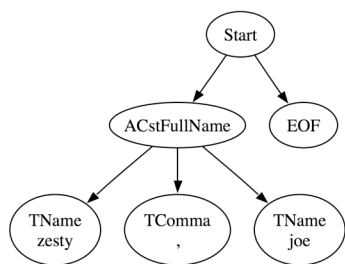 Start
ACstFullName
EOF
TName
zesty
TComma
,
TName
joe